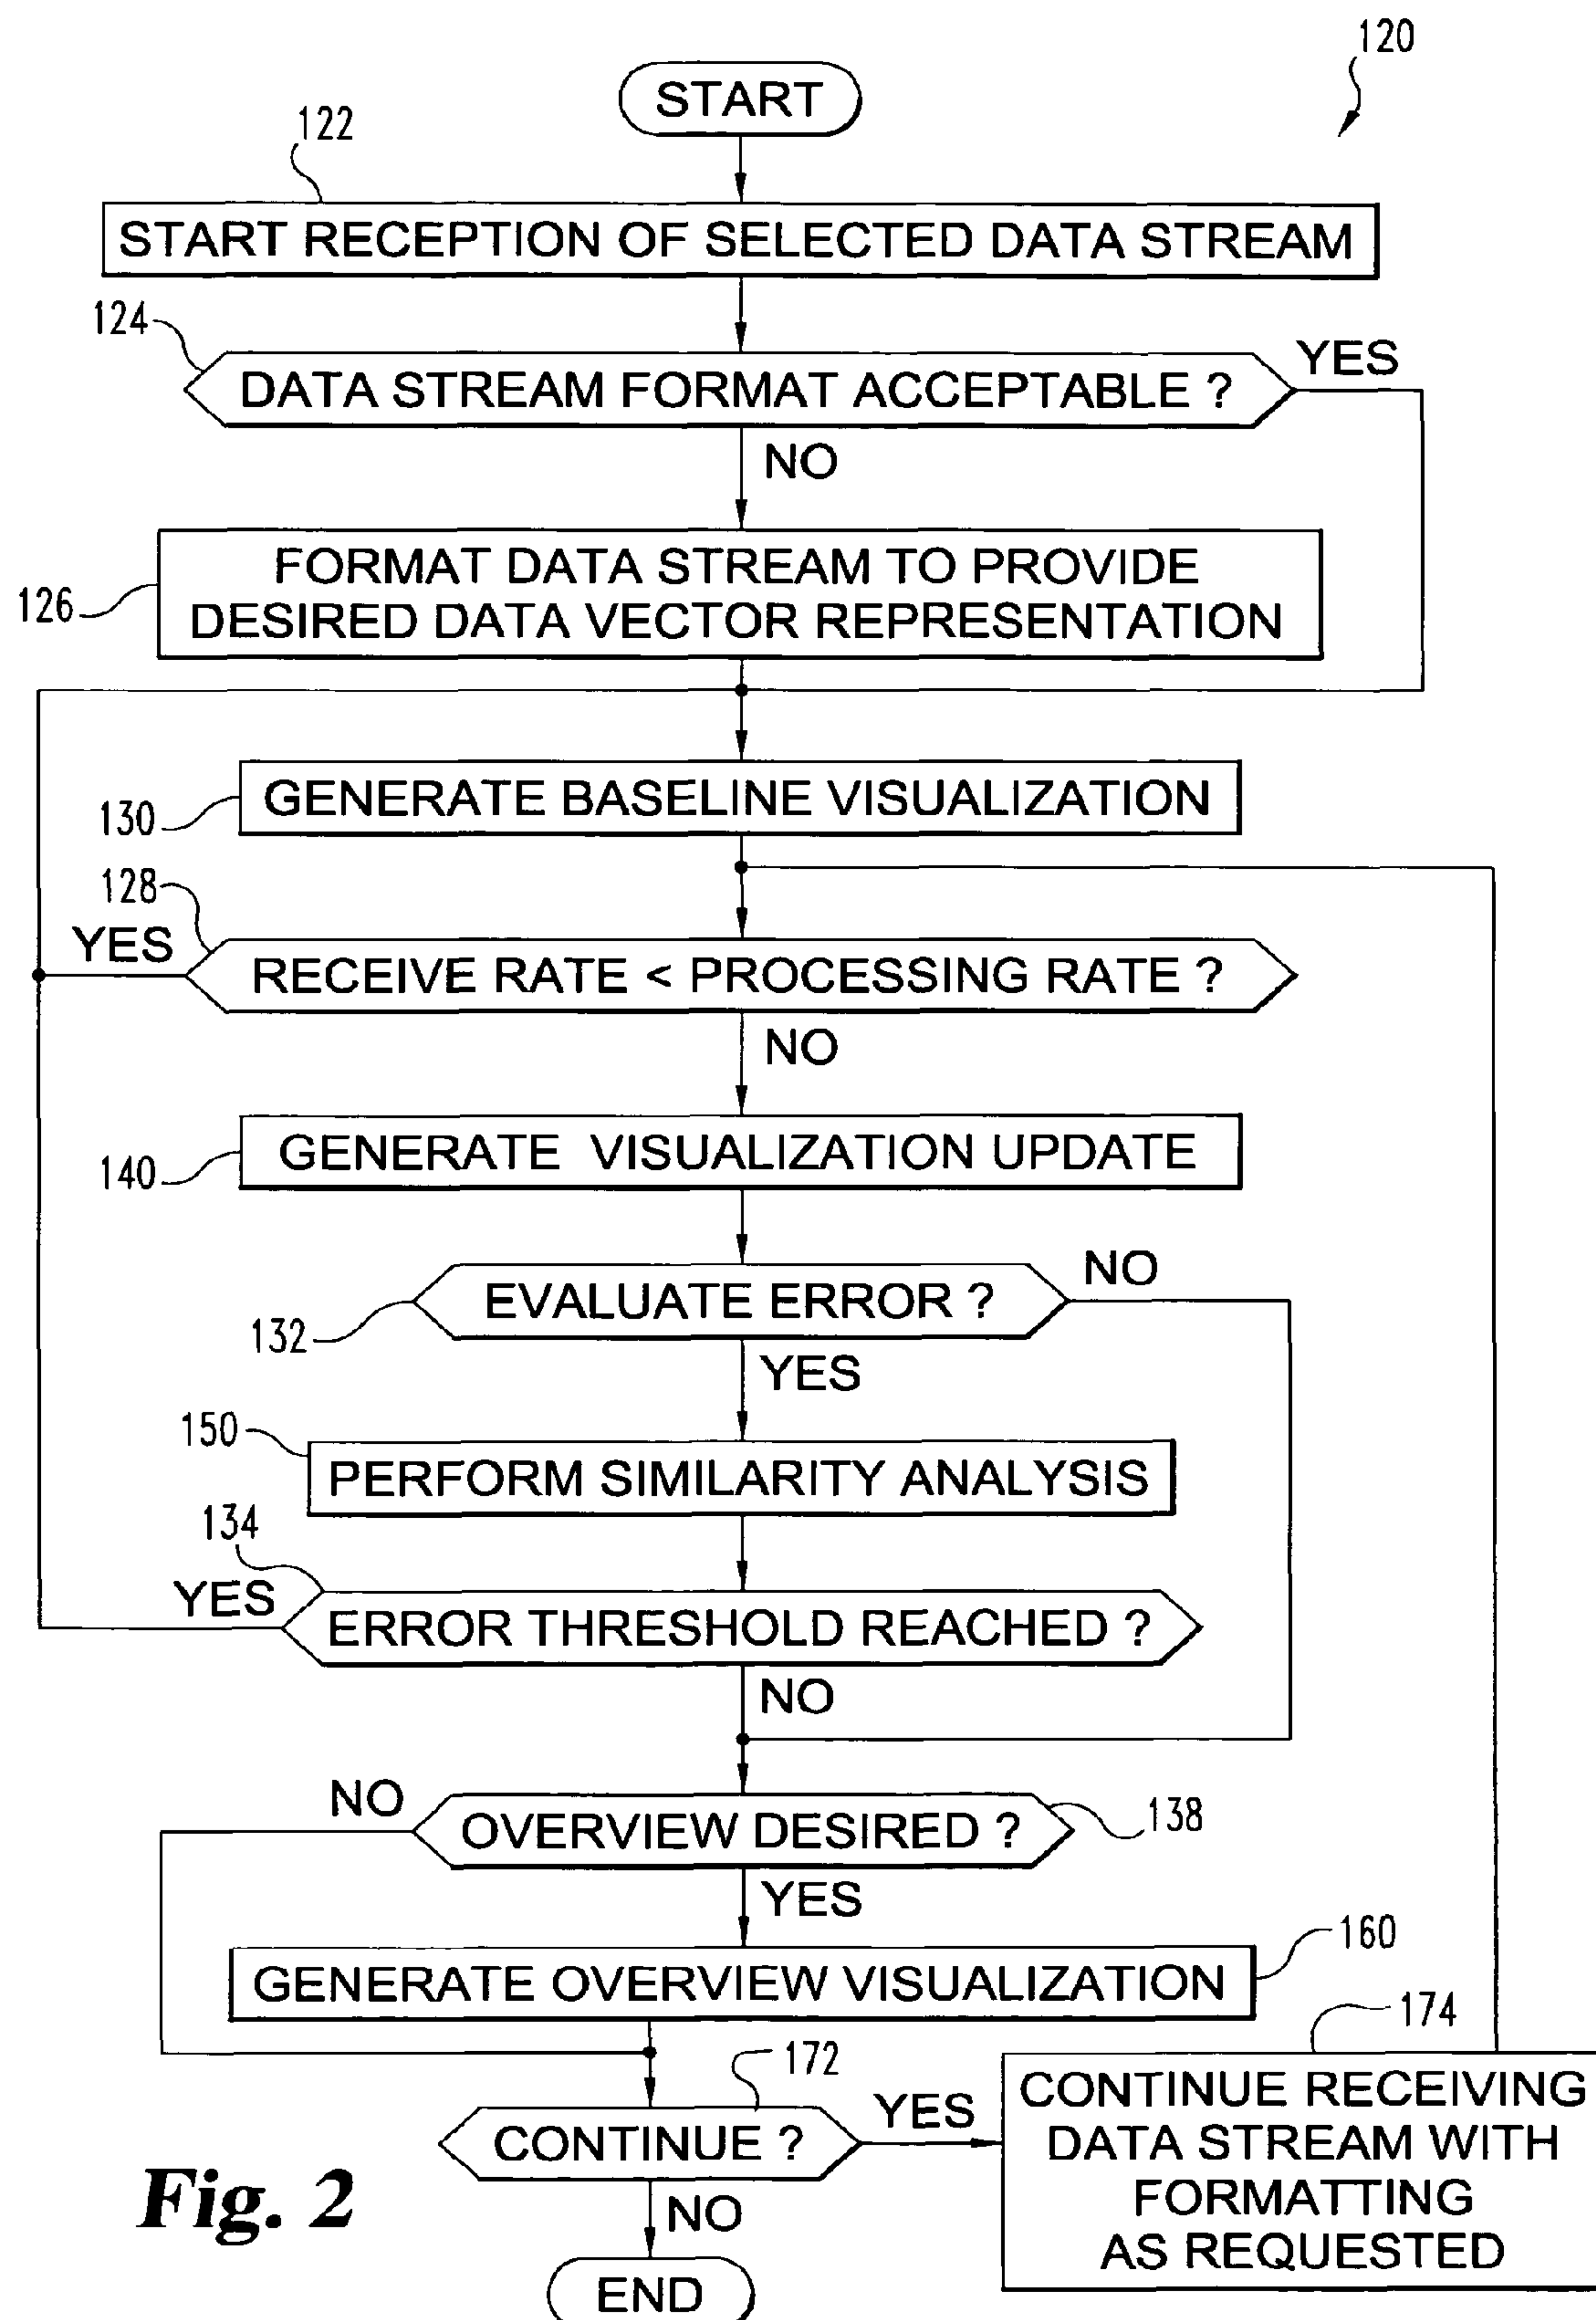 120
START
122
START RECEPTION OF SELECTED DATA STREAM
124
DATA STREAM FORMAT ACCEPTABLE ?
YES
NO
126
FORMAT DATA STREAM TO PROVIDE
DESIRED DATA VECTOR REPRESENTATION
130
GENERATE BASELINE VISUALIZATION
128
YES
RECEIVE RATE < PROCESSING RATE ?
NO
140
GENERATE VISUALIZATION UPDATE
132
EVALUATE ERROR ?
NO
YES
150
PERFORM SIMILARITY ANALYSIS
134
YES
ERROR THRESHOLD REACHED ?
NO
NO
OVERVIEW DESIRED ?
138
YES
160
GENERATE OVERVIEW VISUALIZATION
172
CONTINUE ?
YES
174
CONTINUE RECEIVING
DATA STREAM WITH
FORMATTING
AS REQUESTED
NO
END
Fig. 2